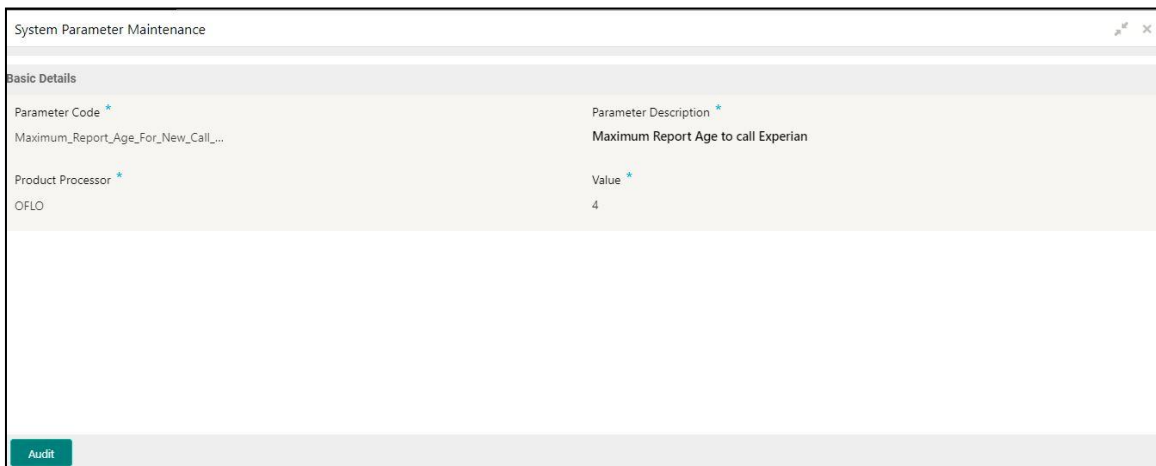 System Parameter Maintenance
Basic Details
Parameter Code *
Parameter Description *
Maximum_Report_Age_For_New_Call_...
Maximum Report Age to call Experian
Product Processor *
Value *
OFLO
4
Audit